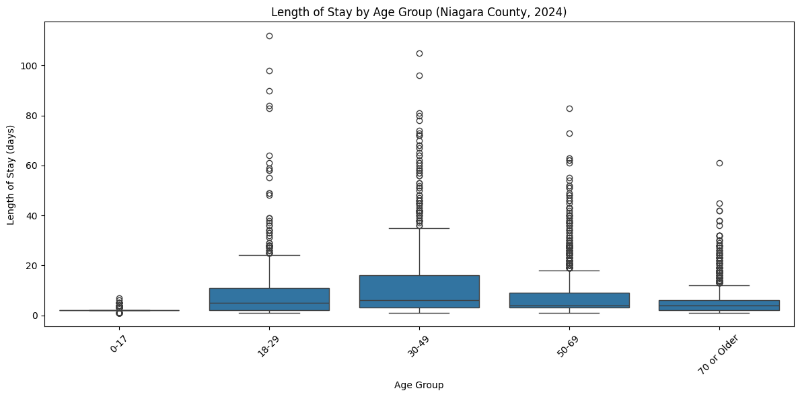 Length of Stay by Age Group (Niagara County, 2024)
Length of Stay (days)
100
80
60
40
20
0
0-17
18-29
30-49
50-69
70 or Older
Age Group